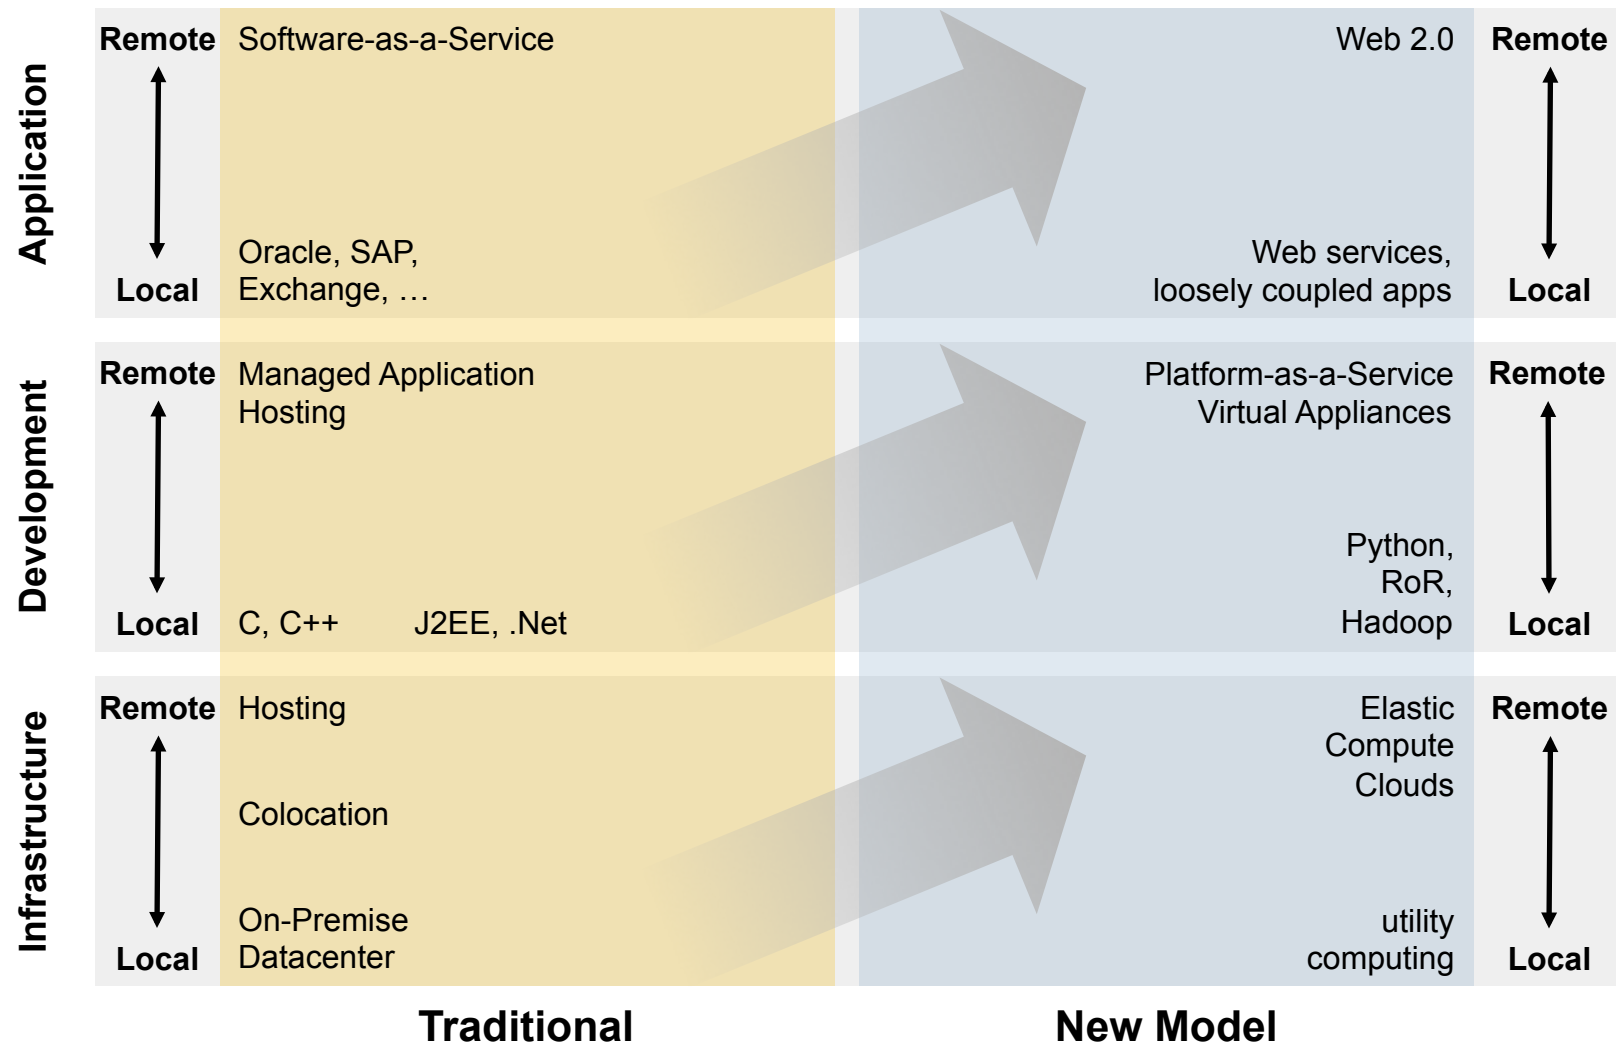 Application
Remote
Software-as-a-Service
Web 2.0
Remote
Oracle, SAP,
Exchange, …
Local
Web services,
loosely coupled apps
Local
Development
Remote
Managed Application
Hosting
Platform-as-a-Service
Virtual Appliances
Remote
Local
C, C++
J2EE, .Net
Python,
RoR,
Hadoop
Local
Infrastructure
Remote
Hosting
Elastic
Compute
Clouds
Remote
Colocation
On-Premise
Datacenter
Local
utility
computing
Local
Traditional
New Model